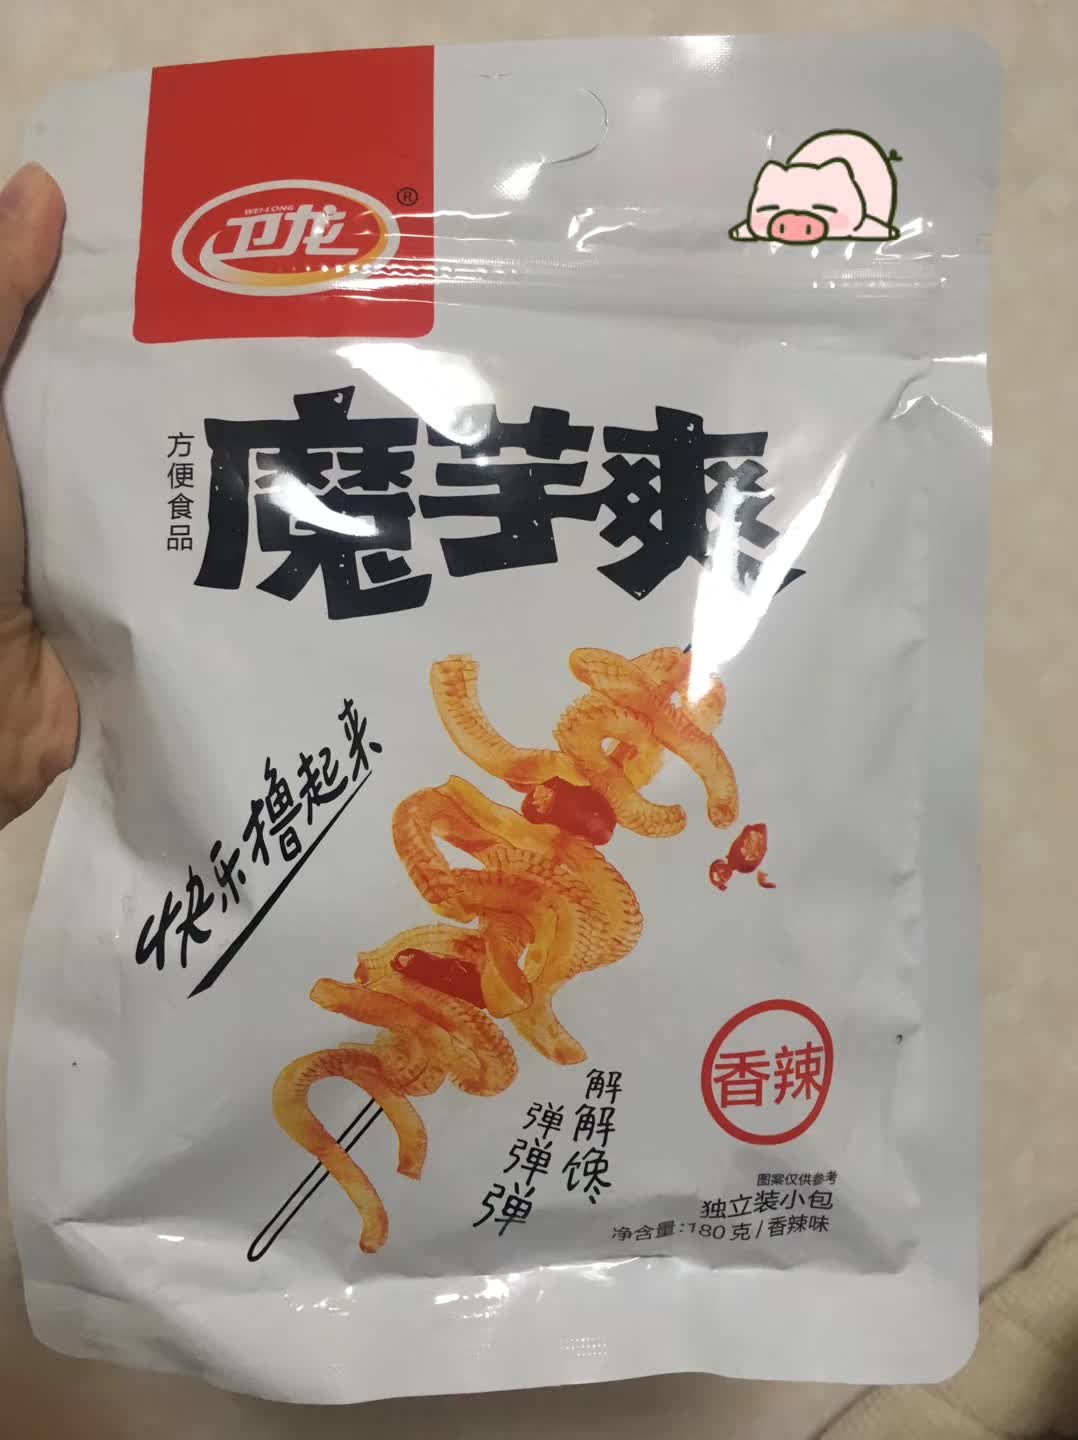 WEI-LONG
卫龙®
方便食品
魔芋爽
快乐撸起来
解解馋
弹弹弹
香辣
图案仅供参考
独立装小包
净含量:180克/香辣味